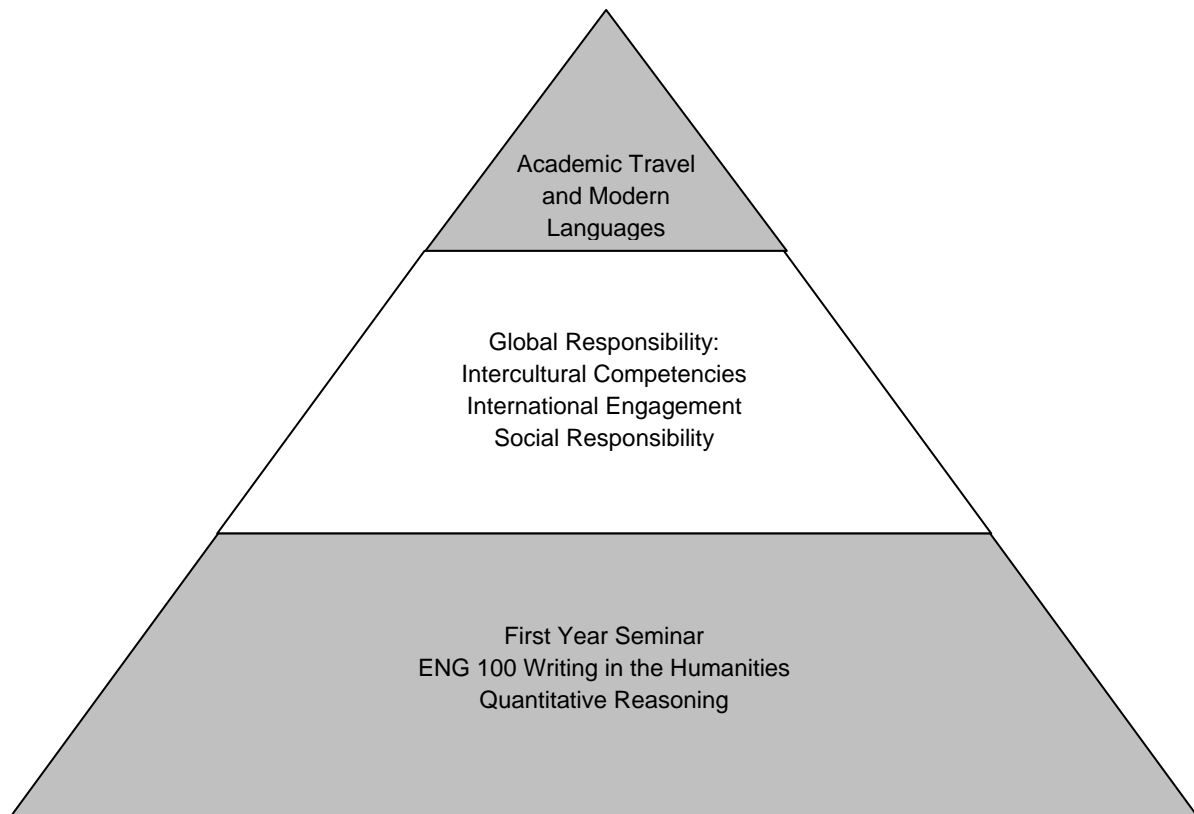 Academic Travel
and Modern
Languages
Global Responsibility:
Intercultural Competencies
International Engagement
Social Responsibility
First Year Seminar
ENG 100 Writing in the Humanities
Quantitative Reasoning